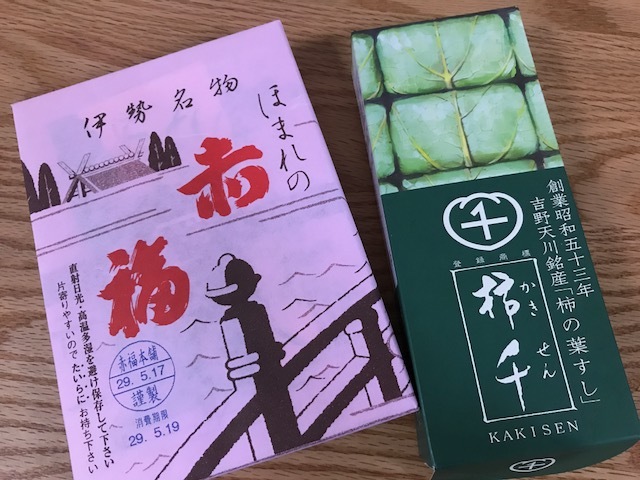 伊勢名物
ほまれの
赤福
直射日光・高温多湿を避け保存して下さい
片寄りやすいので たいらに お持ち下さい
赤福本舗
29. 5.17
謹製
消費期限
29. 5.19
創業昭和五十三年
吉野天川銘産「柿の葉すし」
千
登録商標
柿千
かき
せん
KAKISEN
千